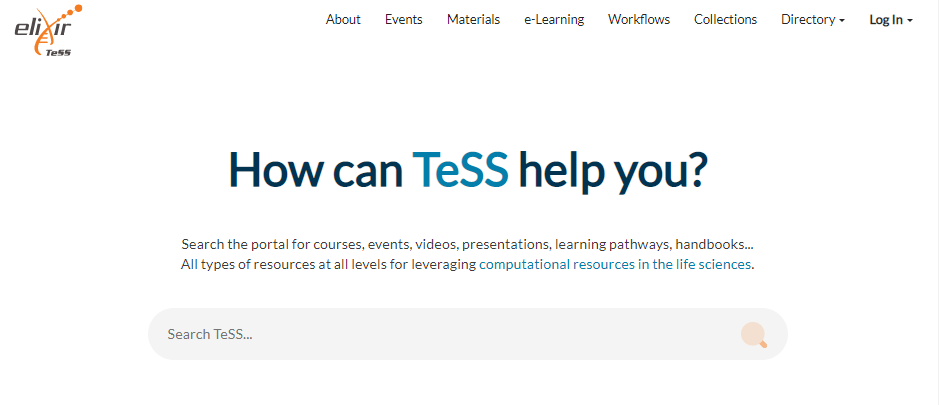 elixir
TeSS
About Events Materials e-Learning Workflows Collections Directory Log In
How can TeSS help you?
Search the portal for courses, events, videos, presentations, learning pathways, handbooks...
All types of resources at all levels for leveraging computational resources in the life sciences.
Search TeSS...